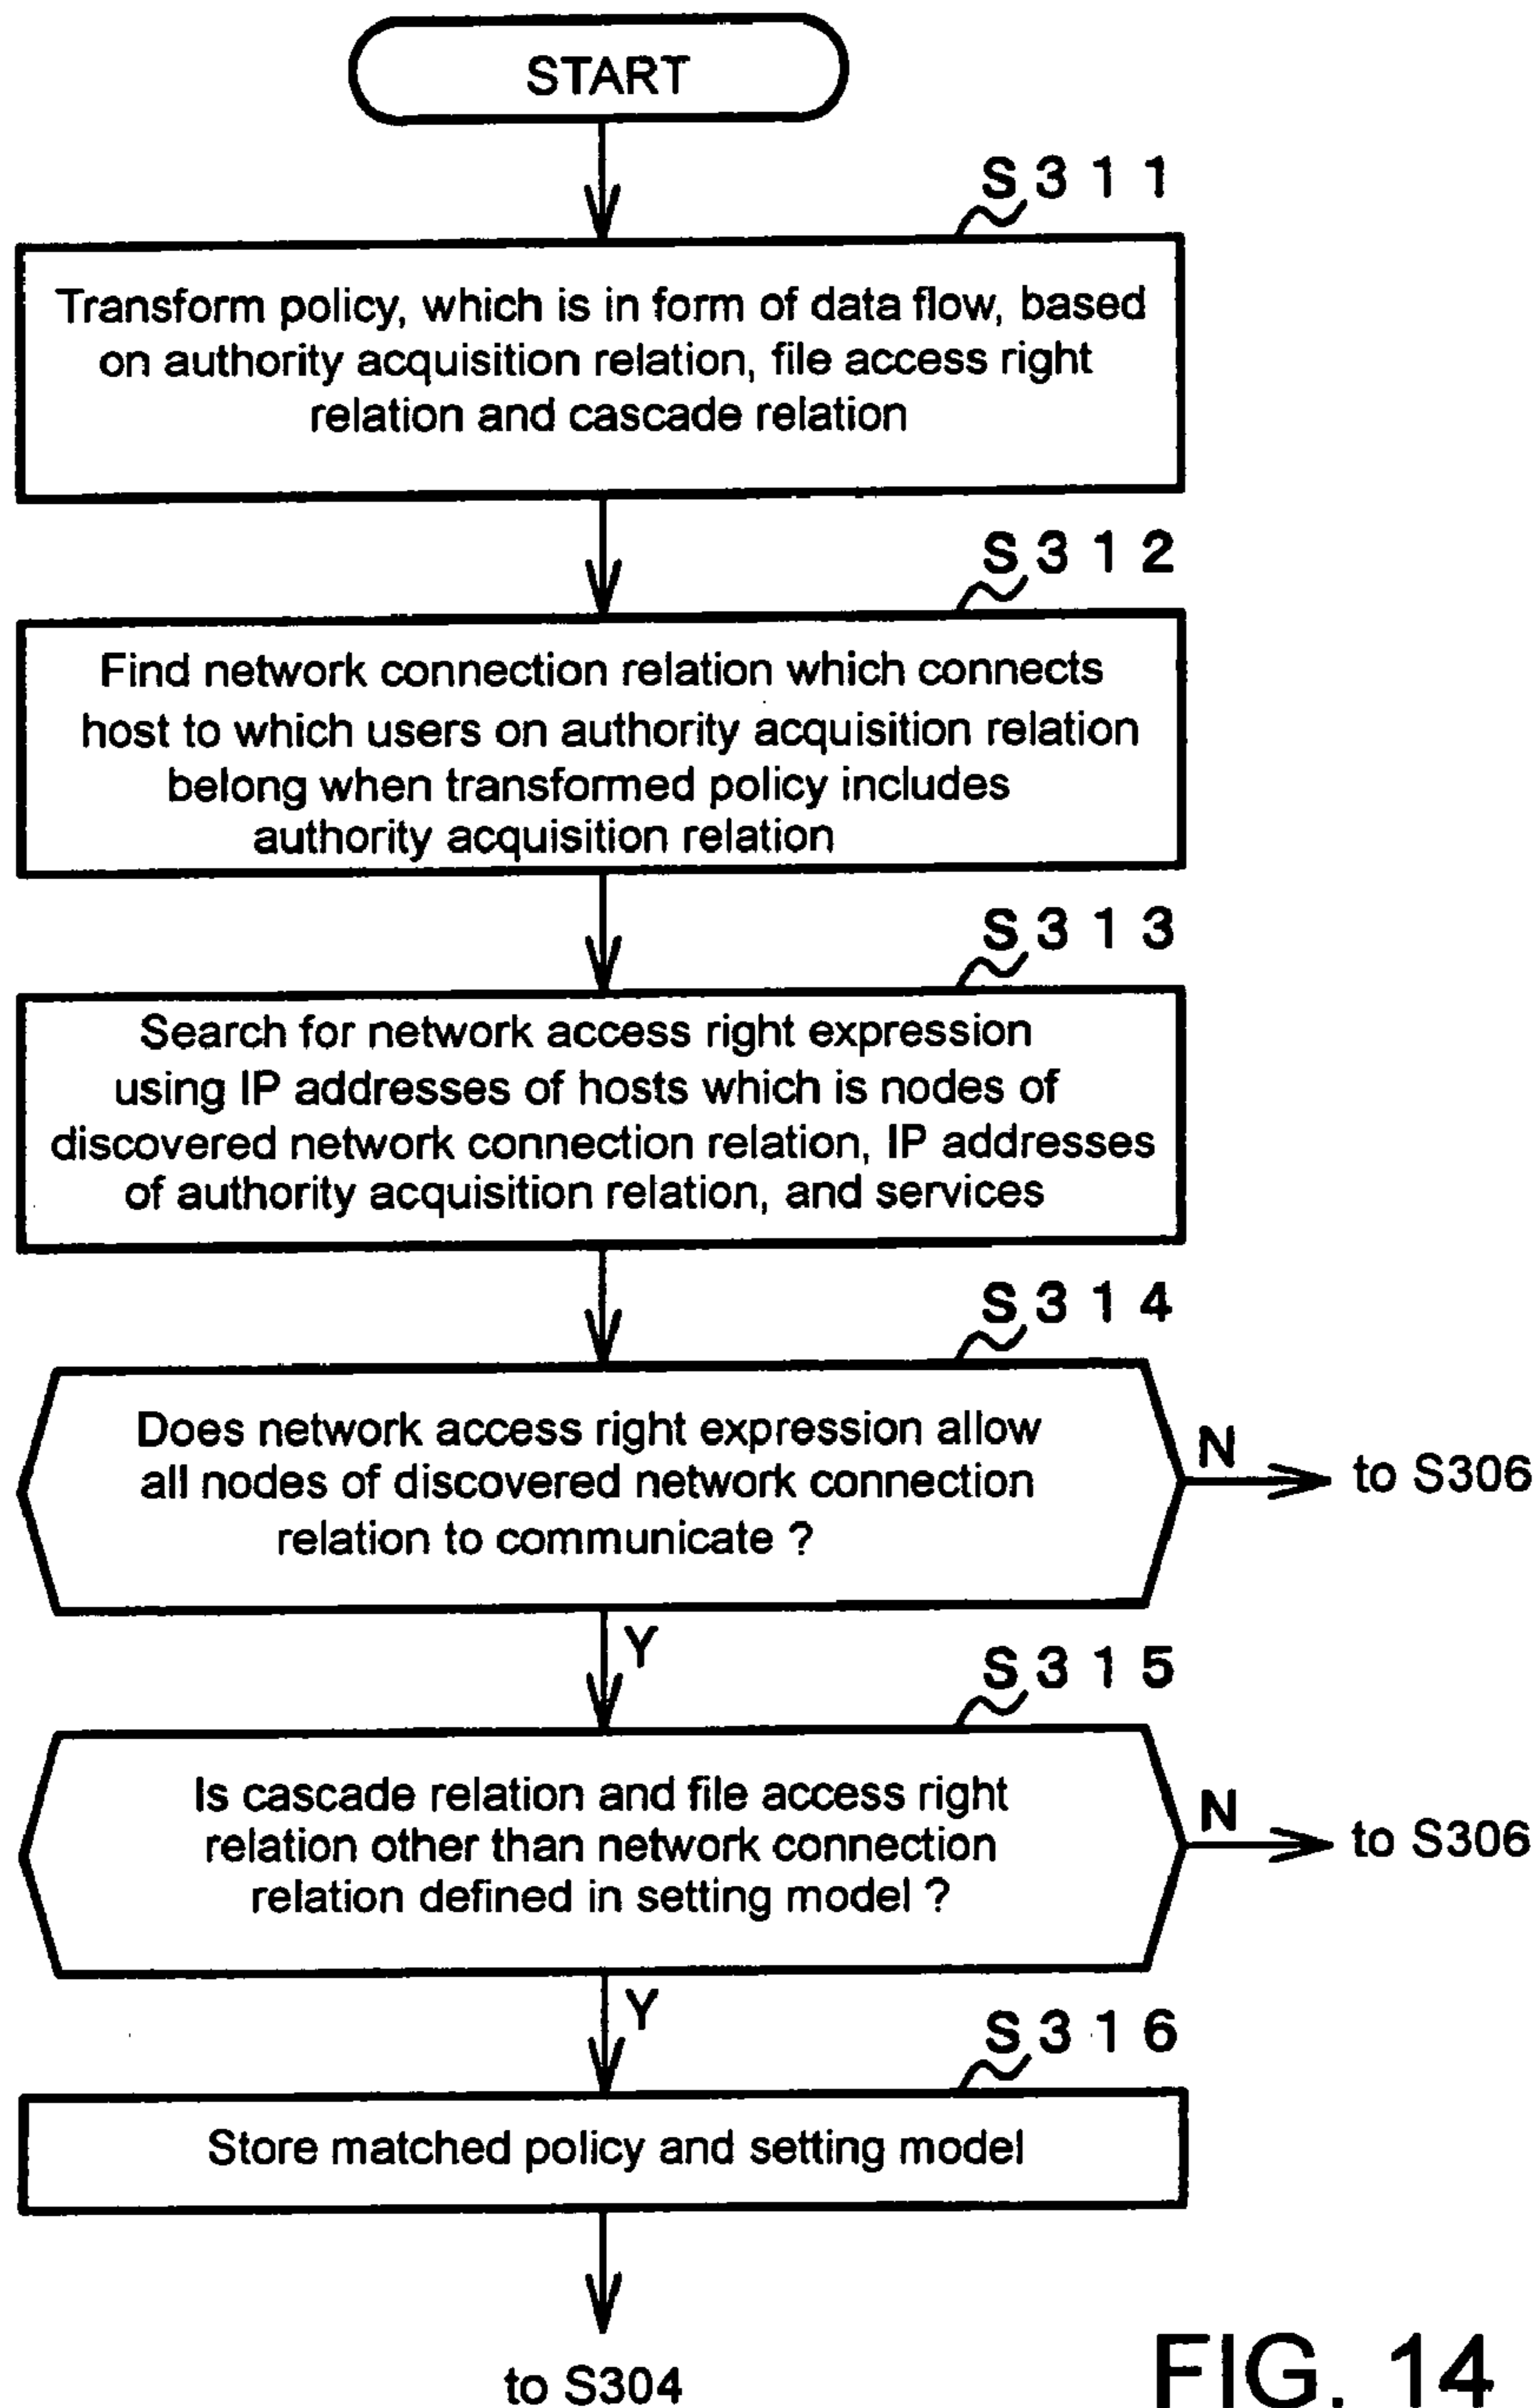 START
S311
Transform policy, which is in form of data flow, based
on authority acquisition relation, file access right
relation and cascade relation
S312
Find network connection relation which connects
host to which users on authority acquisition relation
belong when transformed policy includes
authority acquisition relation
S313
Search for network access right expression
using IP addresses of hosts which is nodes of
discovered network connection relation, IP addresses
of authority acquisition relation, and services
S314
Does network access right expression allow
all nodes of discovered network connection
relation to communicate ?
N
to S306
Y
S315
Is cascade relation and file access right
relation other than network connection
relation defined in setting model ?
N
to S306
Y
S316
Store matched policy and setting model
to S304
FIG. 14